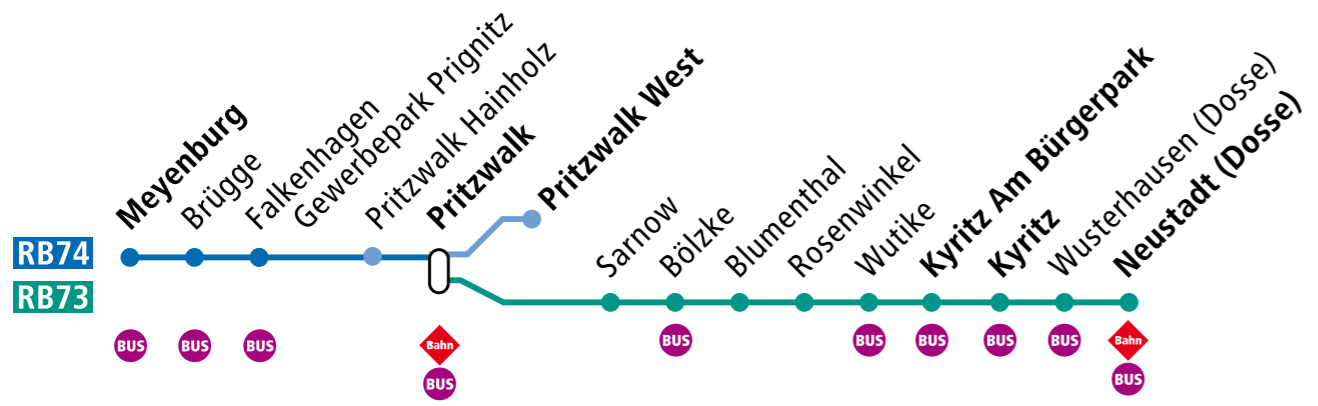 Meyenburg
Brügge
Falkenhagen
Gewerbepark Prignitz
Pritzwalk Hainholz
Pritzwalk
Pritzwalk West
Sarnow
Bölzke
Blumenthal
Rosenwinkel
Wutike
Kyritz Am Bürgerpark
Kyritz
Wusterhausen (Dosse)
Neustadt (Dosse)
RB74
RB73
BUS
BUS
BUS
Bahn
BUS
BUS
BUS
BUS
BUS
BUS
Bahn
BUS